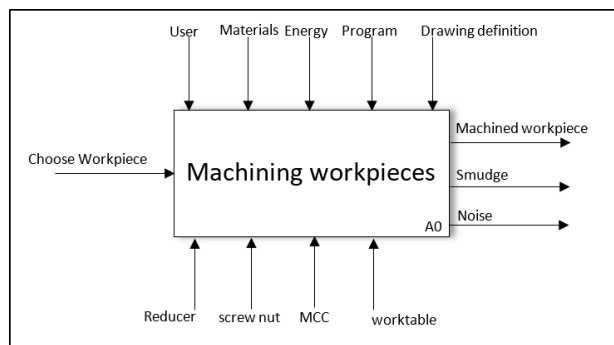 User Materials Energy Program Drawing definition
Machined workpiece
Choose Workpiece
Machining workpieces
Smudge
Noise
A0
Reducer screw nut MCC worktable